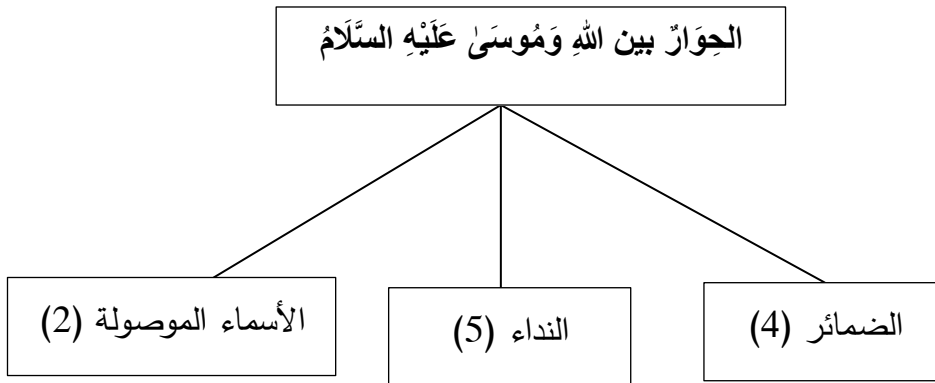 الحِوَارٌ بين اللهِ وَمُوسَىٰ عَلَيْهِ السَّلَامُ
الضمائر (4)
النداء (5)
الأسماء الموصولة (2)